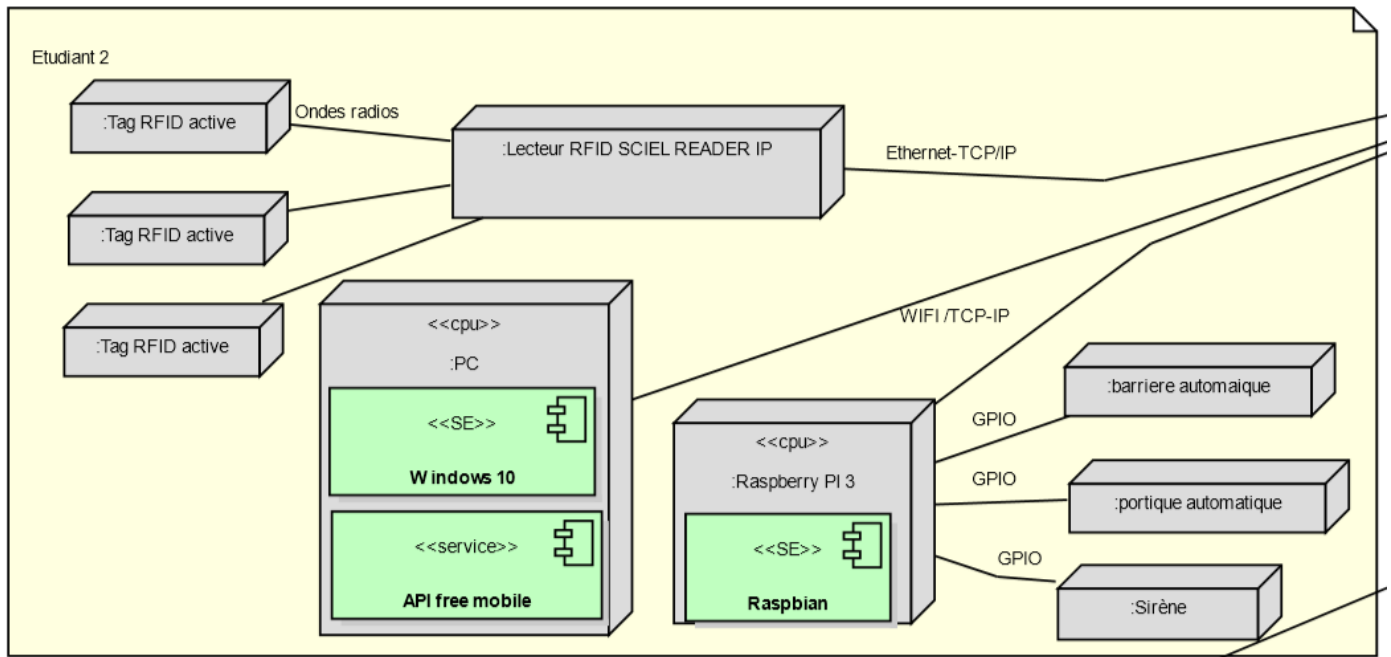 Etudiant 2
:Tag RFID active
Ondes radios
:Lecteur RFID SCIEL READER IP
Ethernet-TCP/IP
:Tag RFID active
:Tag RFID active
<<cpu>>
:PC
<<SE>>
Windows 10
<<service>>
API free mobile
WIFI /TCP-IP
<<cpu>>
:Raspberry PI 3
<<SE>>
Raspbian
GPIO
:barriere automaique
GPIO
:portique automatique
GPIO
:Sirène